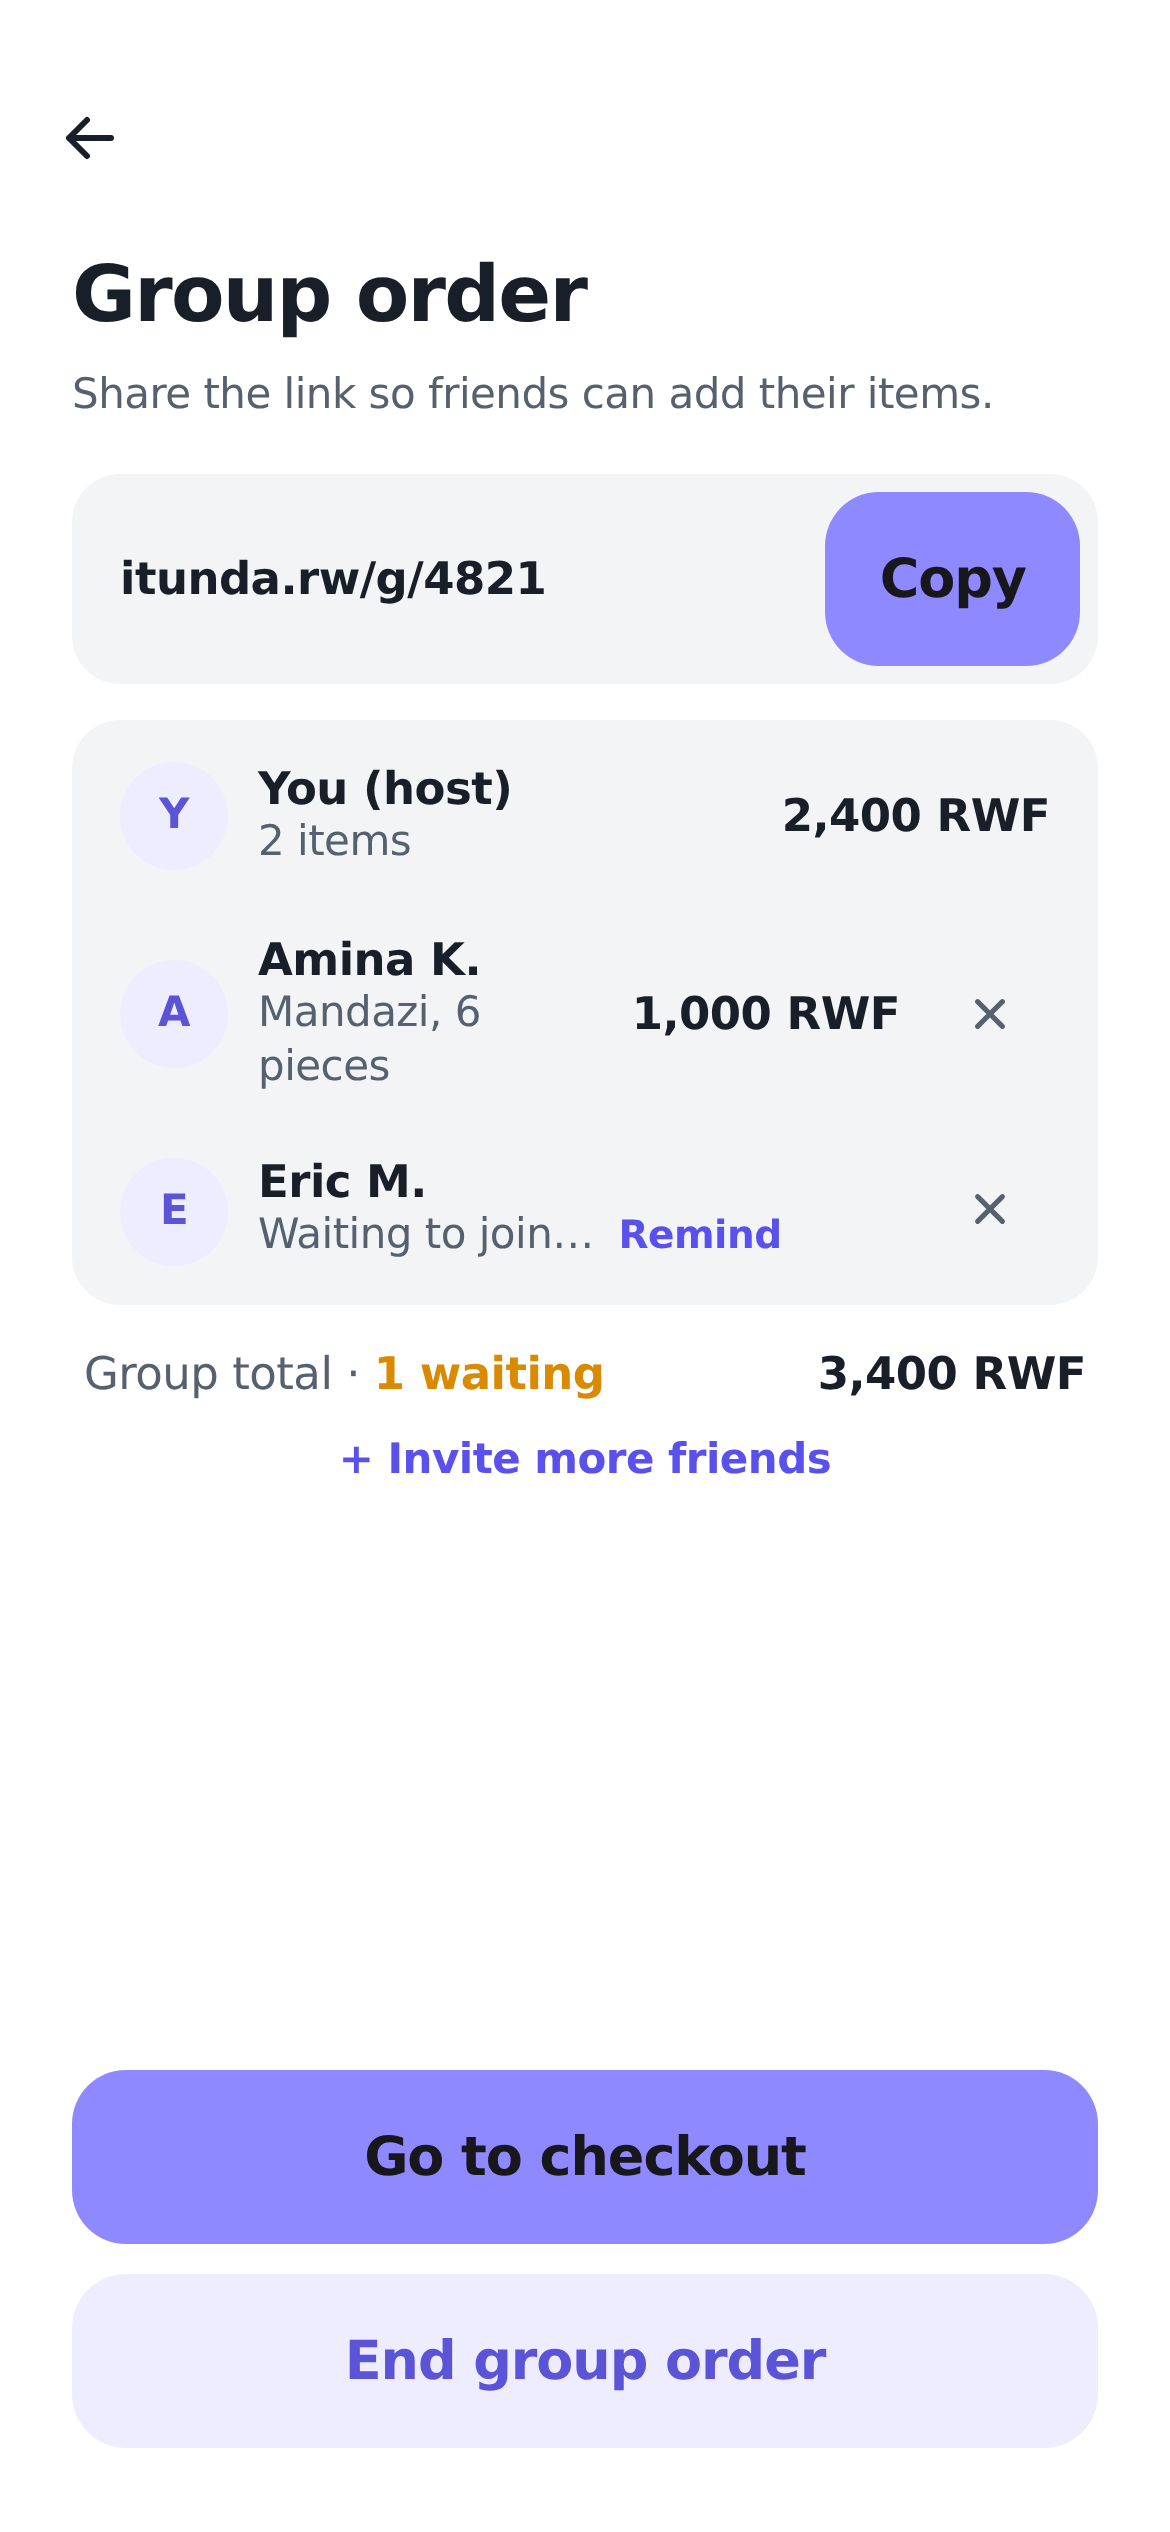 Group order
Share the link so friends can add their items.
itunda.rw/g/4821
Copy
Y
You (host)
2 items
2,400 RWF
A
Amina K.
Mandazi, 6
pieces
1,000 RWF
E
Eric M.
Waiting to join… Remind
Group total · 1 waiting
3,400 RWF
+ Invite more friends
Go to checkout
End group order